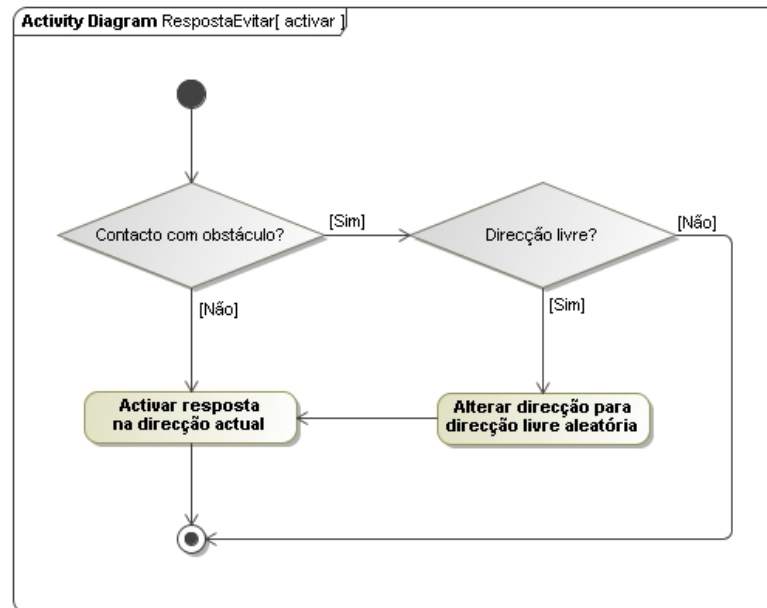 Activity Diagram RespostaEvitar[ activar ]
Contacto com obstáculo?
[Sim]
Direcção livre?
[Não]
[Não]
[Sim]
Activar resposta
na direcção actual
Alterar direcção para
direcção livre aleatória